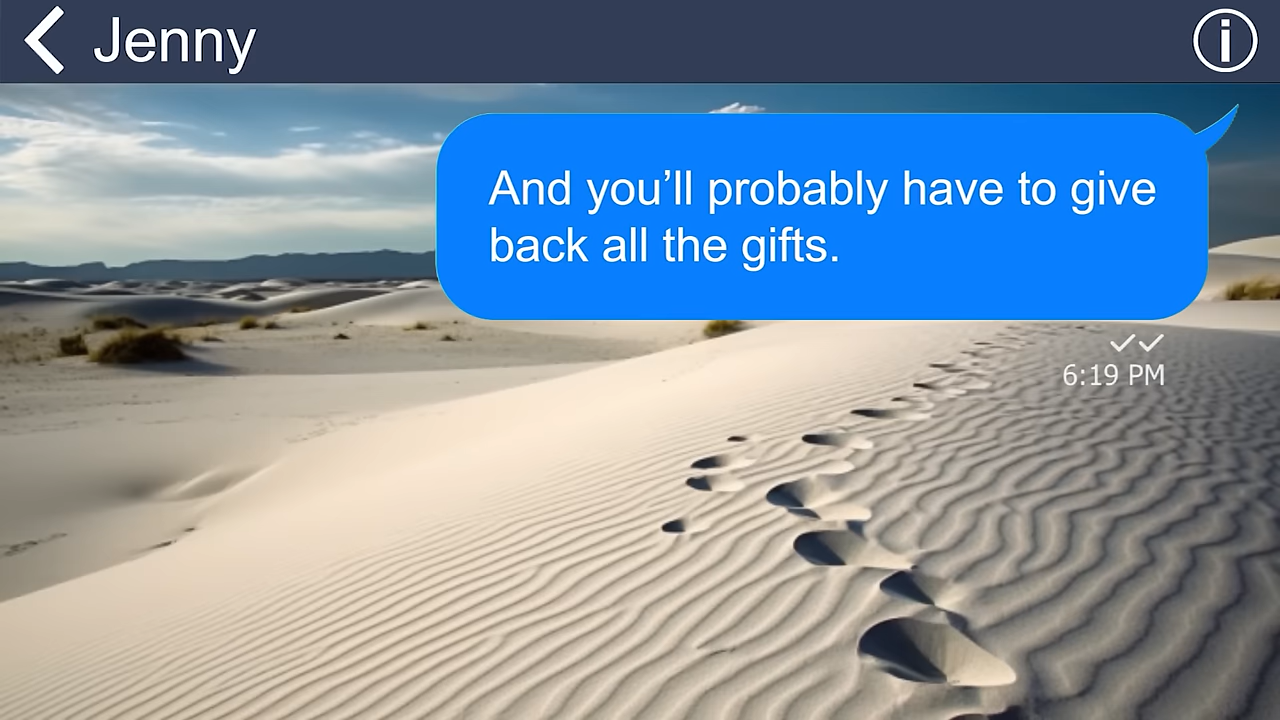 Jenny
And you’ll probably have to give
back all the gifts.
6:19 PM